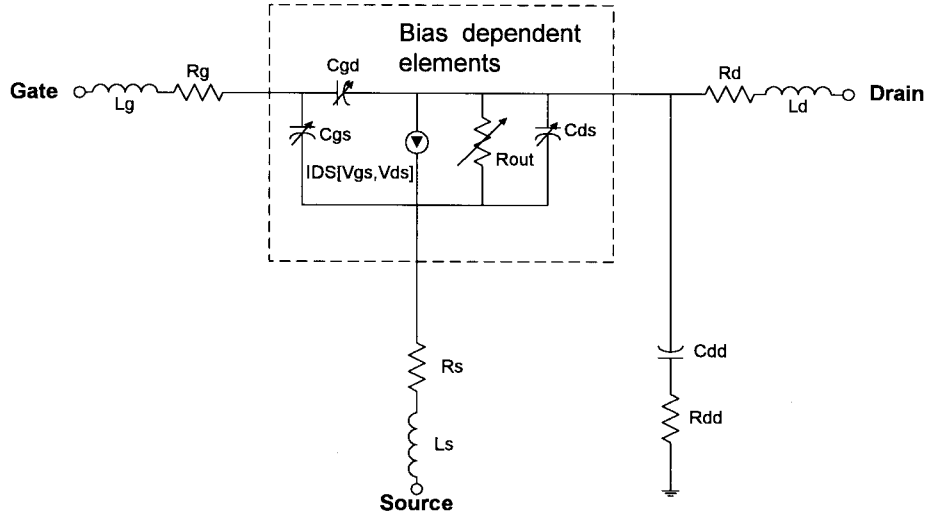 Bias dependent
elements
Rg
Cgd
Rd
Gate
Lg
Ld
Drain
Cgs
Cds
Rout
IDS[Vgs,Vds]
Cdd
Rs
Rdd
Ls
Source